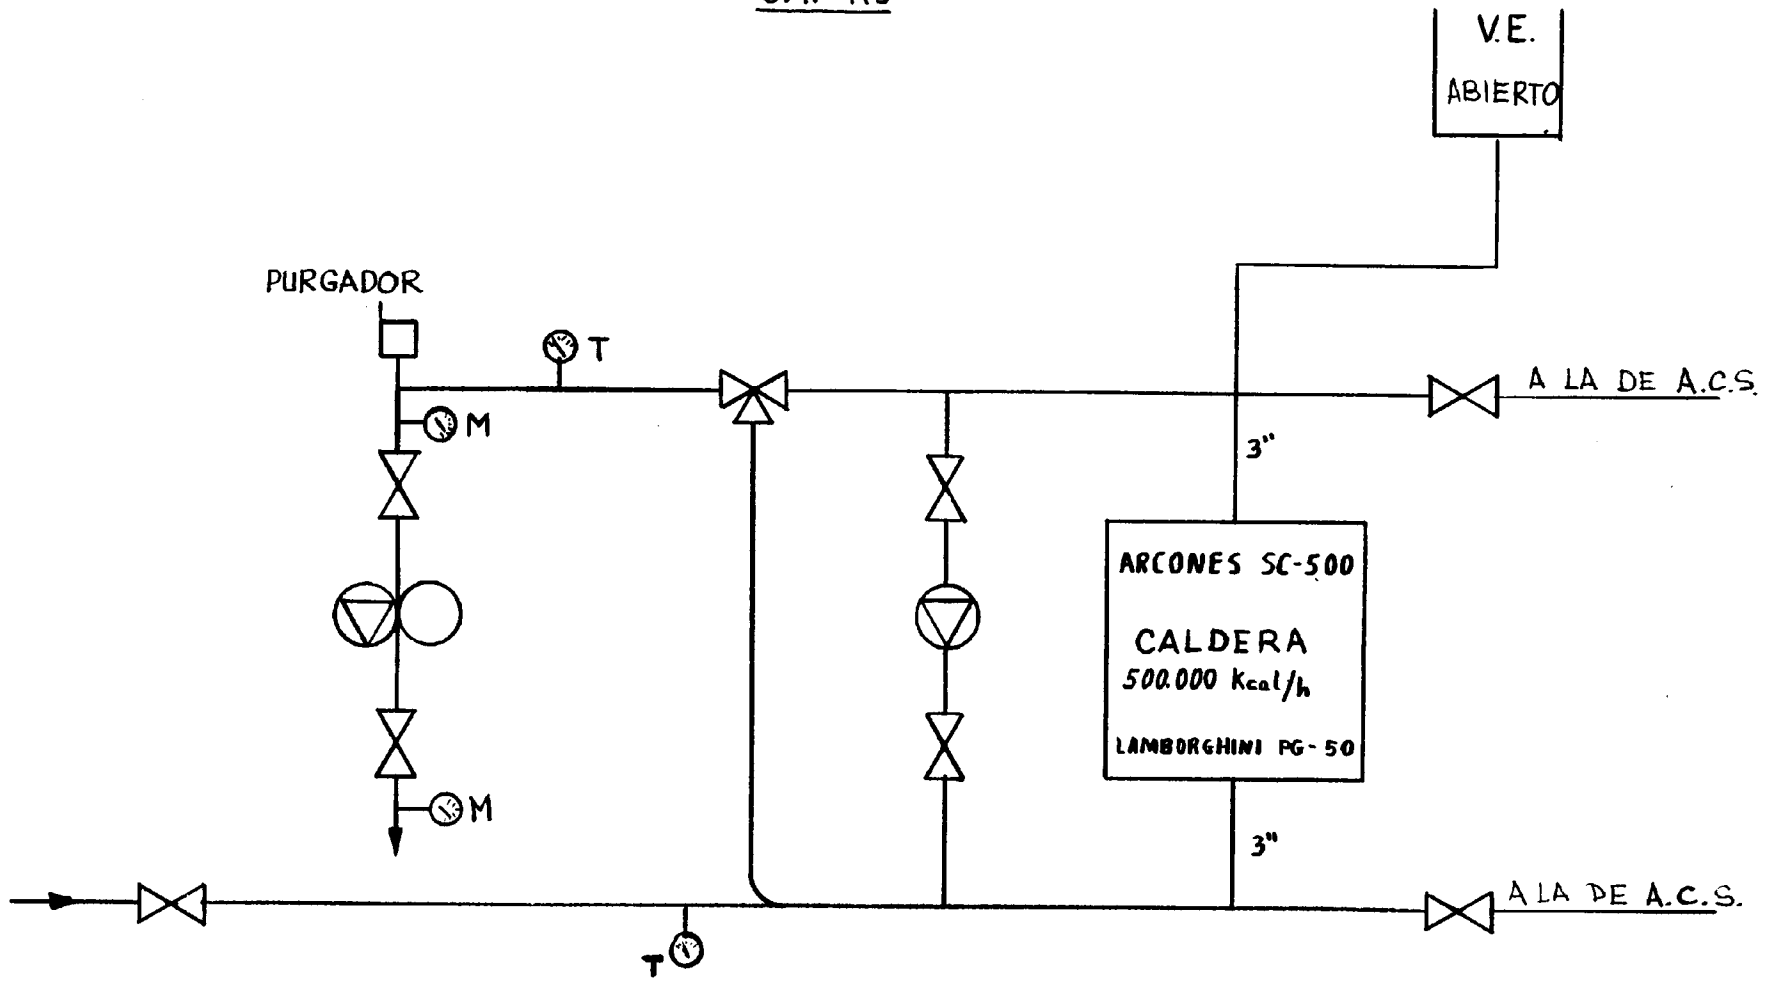 V.E.
ABIERTO
PURGADOR
T
A LA DE A.C.S.
M
3"
ARCONES SC-500
CALDERA
500.000 Kcal/h
LAMBORGHINI PG-50
M
3"
A LA DE A.C.S.
T